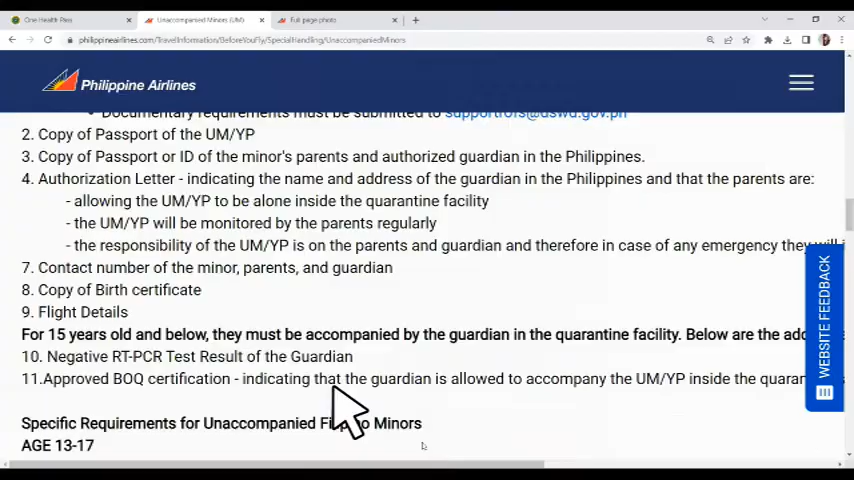 One Health Pass
Unaccompanied Minors (UM)
Full page photo
philippineairlines.com/TravelInformation/BeforeYouFly/SpecialHandling/UnaccompaniedMinors
Philippine Airlines
• Documentary requirements must be submitted to supportrofs@dswd.gov.ph
2. Copy of Passport of the UM/YP
3. Copy of Passport or ID of the minor's parents and authorized guardian in the Philippines.
4. Authorization Letter - indicating the name and address of the guardian in the Philippines and that the parents are:
- allowing the UM/YP to be alone inside the quarantine facility
- the UM/YP will be monitored by the parents regularly
- the responsibility of the UM/YP is on the parents and guardian and therefore in case of any emergency they will
7. Contact number of the minor, parents, and guardian
8. Copy of Birth certificate
9. Flight Details
For 15 years old and below, they must be accompanied by the guardian in the quarantine facility. Below are the
10. Negative RT-PCR Test Result of the Guardian
11.Approved BOQ certification - indicating that the guardian is allowed to accompany the UM/YP inside the
Specific Requirements for Unaccompanied Filipino Minors
AGE 13-17
WEBSITE FEEDBACK